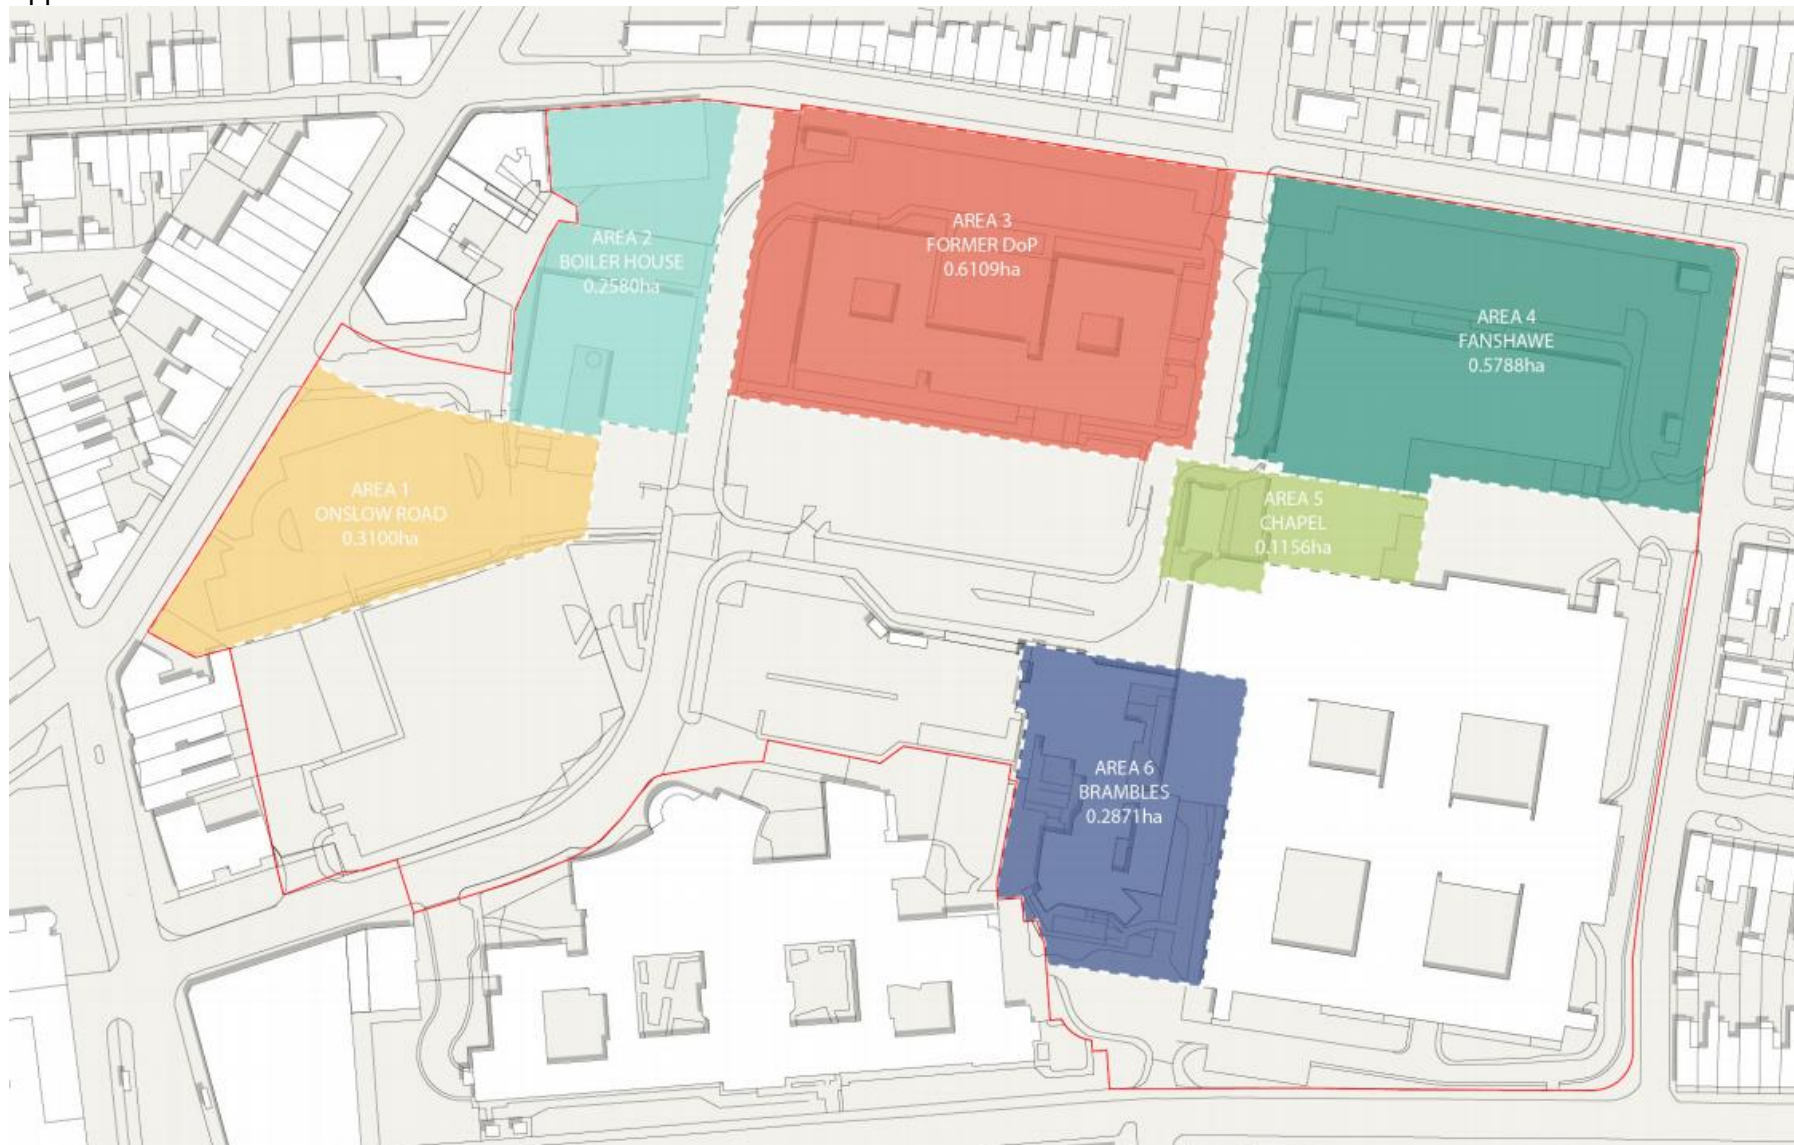 AREA 3
FORMER DoP
0.6109ha
AREA 2
BOILER HOUSE
0.2580ha
AREA 4
FANSHAWE
0.5788ha
AREA 1
ONSLOW ROAD
0.3100ha
AREA 5
CHAPEL
0.1156ha
AREA 6
BRAMBLES
0.2871ha